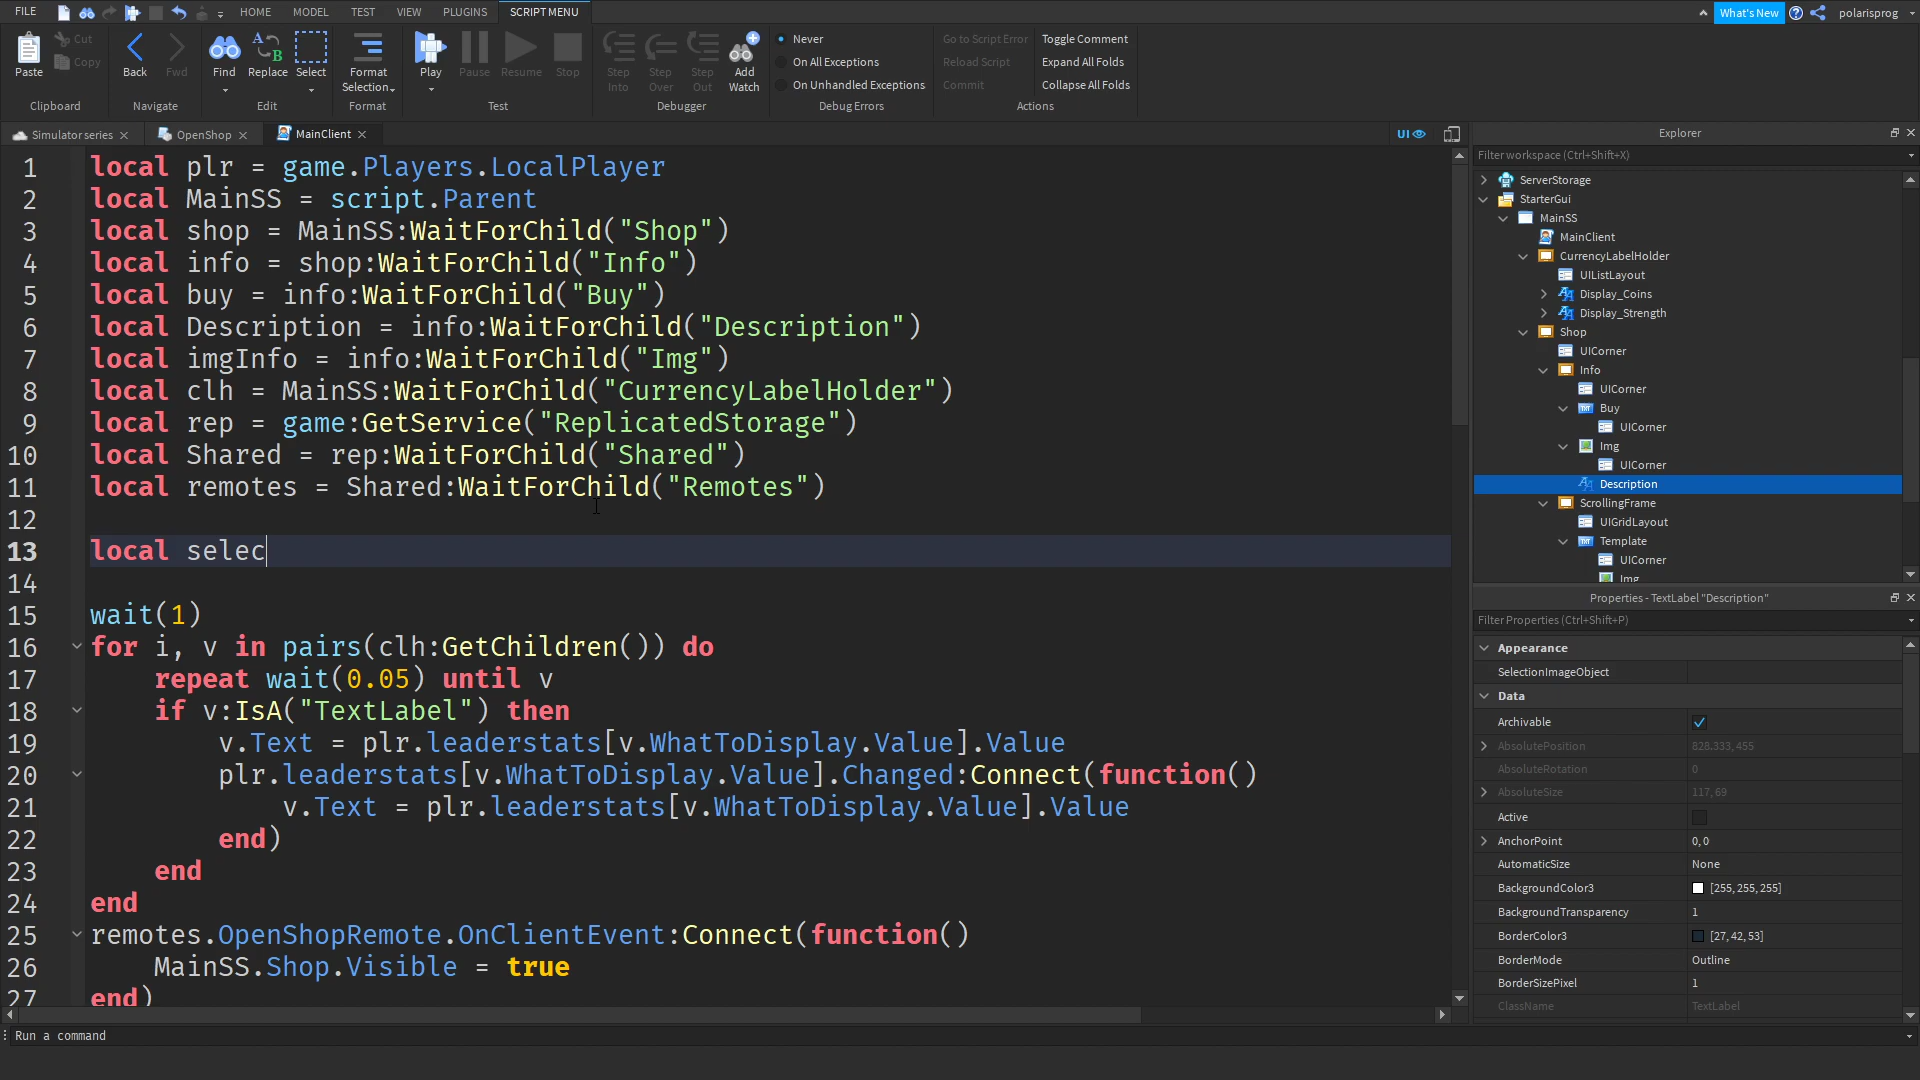 FILE HOME MODEL TEST VIEW PLUGINS SCRIPT MENU What's New polarisprog
Paste Cut Copy Clipboard
Back Fwd Navigate
Find Replace Select Edit
Format Selection Format
Play Pause Resume Stop Test
Step Into Step Over Step Out Add Watch Debugger
Never
On All Exceptions
On Unhandled Exceptions
Debug Errors
Go to Script Error Toggle Comment
Reload Script Expand All Folds
Commit Collapse All Folds
Actions
Simulator series OpenShop MainClient UI
1 local plr = game.Players.LocalPlayer
2 local MainSS = script.Parent
3 local shop = MainSS:WaitForChild("Shop")
4 local info = shop:WaitForChild("Info")
5 local buy = info:WaitForChild("Buy")
6 local Description = info:WaitForChild("Description")
7 local imgInfo = info:WaitForChild("Img")
8 local clh = MainSS:WaitForChild("CurrencyLabelHolder")
9 local rep = game:GetService("ReplicatedStorage")
10 local Shared = rep:WaitForChild("Shared")
11 local remotes = Shared:WaitForChild("Remotes")
12
13 local selec
14
15 wait(1)
16 for i, v in pairs(clh:GetChildren()) do
17 repeat wait(0.05) until v
18 if v:IsA("TextLabel") then
19 v.Text = plr.leaderstats[v.WhatToDisplay.Value].Value
20 plr.leaderstats[v.WhatToDisplay.Value].Changed:Connect(function()
21 v.Text = plr.leaderstats[v.WhatToDisplay.Value].Value
22 end)
23 end
24 end
25 remotes.OpenShopRemote.OnClientEvent:Connect(function()
26 MainSS.Shop.Visible = true
27 end)
Run a command
Explorer
Filter workspace (Ctrl+Shift+X)
ServerStorage
StarterGui
MainSS
MainClient
CurrencyLabelHolder
UIListLayout
Display_Coins
Display_Strength
Shop
UICorner
Info
UICorner
Buy
UICorner
Img
UICorner
Description
ScrollingFrame
UIGridLayout
Template
UICorner
Img
Properties - TextLabel "Description"
Filter Properties (Ctrl+Shift+P)
Appearance
SelectionImageObject
Data
Archivable
AbsolutePosition 828.333, 455
AbsoluteRotation 0
AbsoluteSize 117, 69
Active
AnchorPoint 0, 0
AutomaticSize None
BackgroundColor3 [255, 255, 255]
BackgroundTransparency 1
BorderColor3 [27, 42, 53]
BorderMode Outline
BorderSizePixel 1
ClassName TextLabel